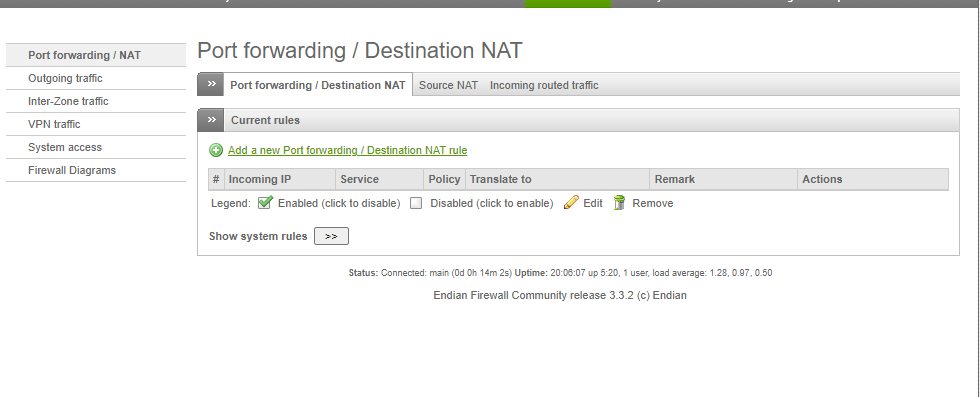 Port forwarding / NAT
Outgoing traffic
Inter-Zone traffic
VPN traffic
System access
Firewall Diagrams
Port forwarding / Destination NAT
>> Port forwarding / Destination NAT Source NAT Incoming routed traffic
>> Current rules
Add a new Port forwarding / Destination NAT rule
# Incoming IP Service Policy Translate to Remark Actions
Legend: Enabled (click to disable) Disabled (click to enable) Edit Remove
Show system rules >>
Status: Connected: main (0d 0h 14m 2s) Uptime: 20:06:07 up 5:20, 1 user, load average: 1.28, 0.97, 0.50
Endian Firewall Community release 3.3.2 (c) Endian